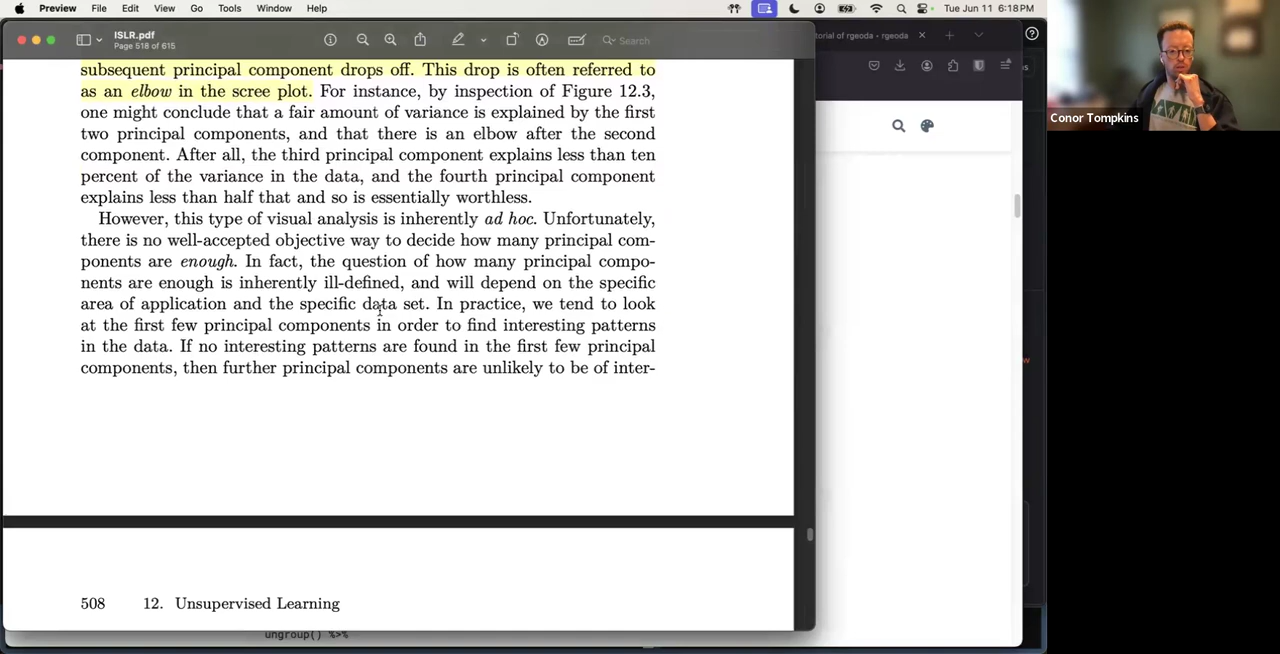 Preview File Edit View Go Tools Window Help
Tue Jun 11 6:18 PM
ISLR.pdf
Page 518 of 615
Search
torial of rgeoda - rgeoda
subsequent principal component drops off. This drop is often referred to
as an elbow in the scree plot. For instance, by inspection of Figure 12.3,
one might conclude that a fair amount of variance is explained by the first
two principal components, and that there is an elbow after the second
component. After all, the third principal component explains less than ten
percent of the variance in the data, and the fourth principal component
explains less than half that and so is essentially worthless.
However, this type of visual analysis is inherently ad hoc. Unfortunately,
there is no well-accepted objective way to decide how many principal com-
ponents are enough. In fact, the question of how many principal compo-
nents are enough is inherently ill-defined, and will depend on the specific
area of application and the specific data set. In practice, we tend to look
at the first few principal components in order to find interesting patterns
in the data. If no interesting patterns are found in the first few principal
components, then further principal components are unlikely to be of inter-
508 12. Unsupervised Learning
ungroup() %>%
Conor Tompkins